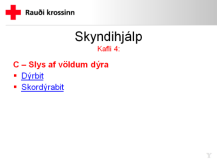 Rauði krossinn
Skyndihjálp
Kafli 4:
C – Slys af völdum dýra
Dýrbit
Skordýrabit